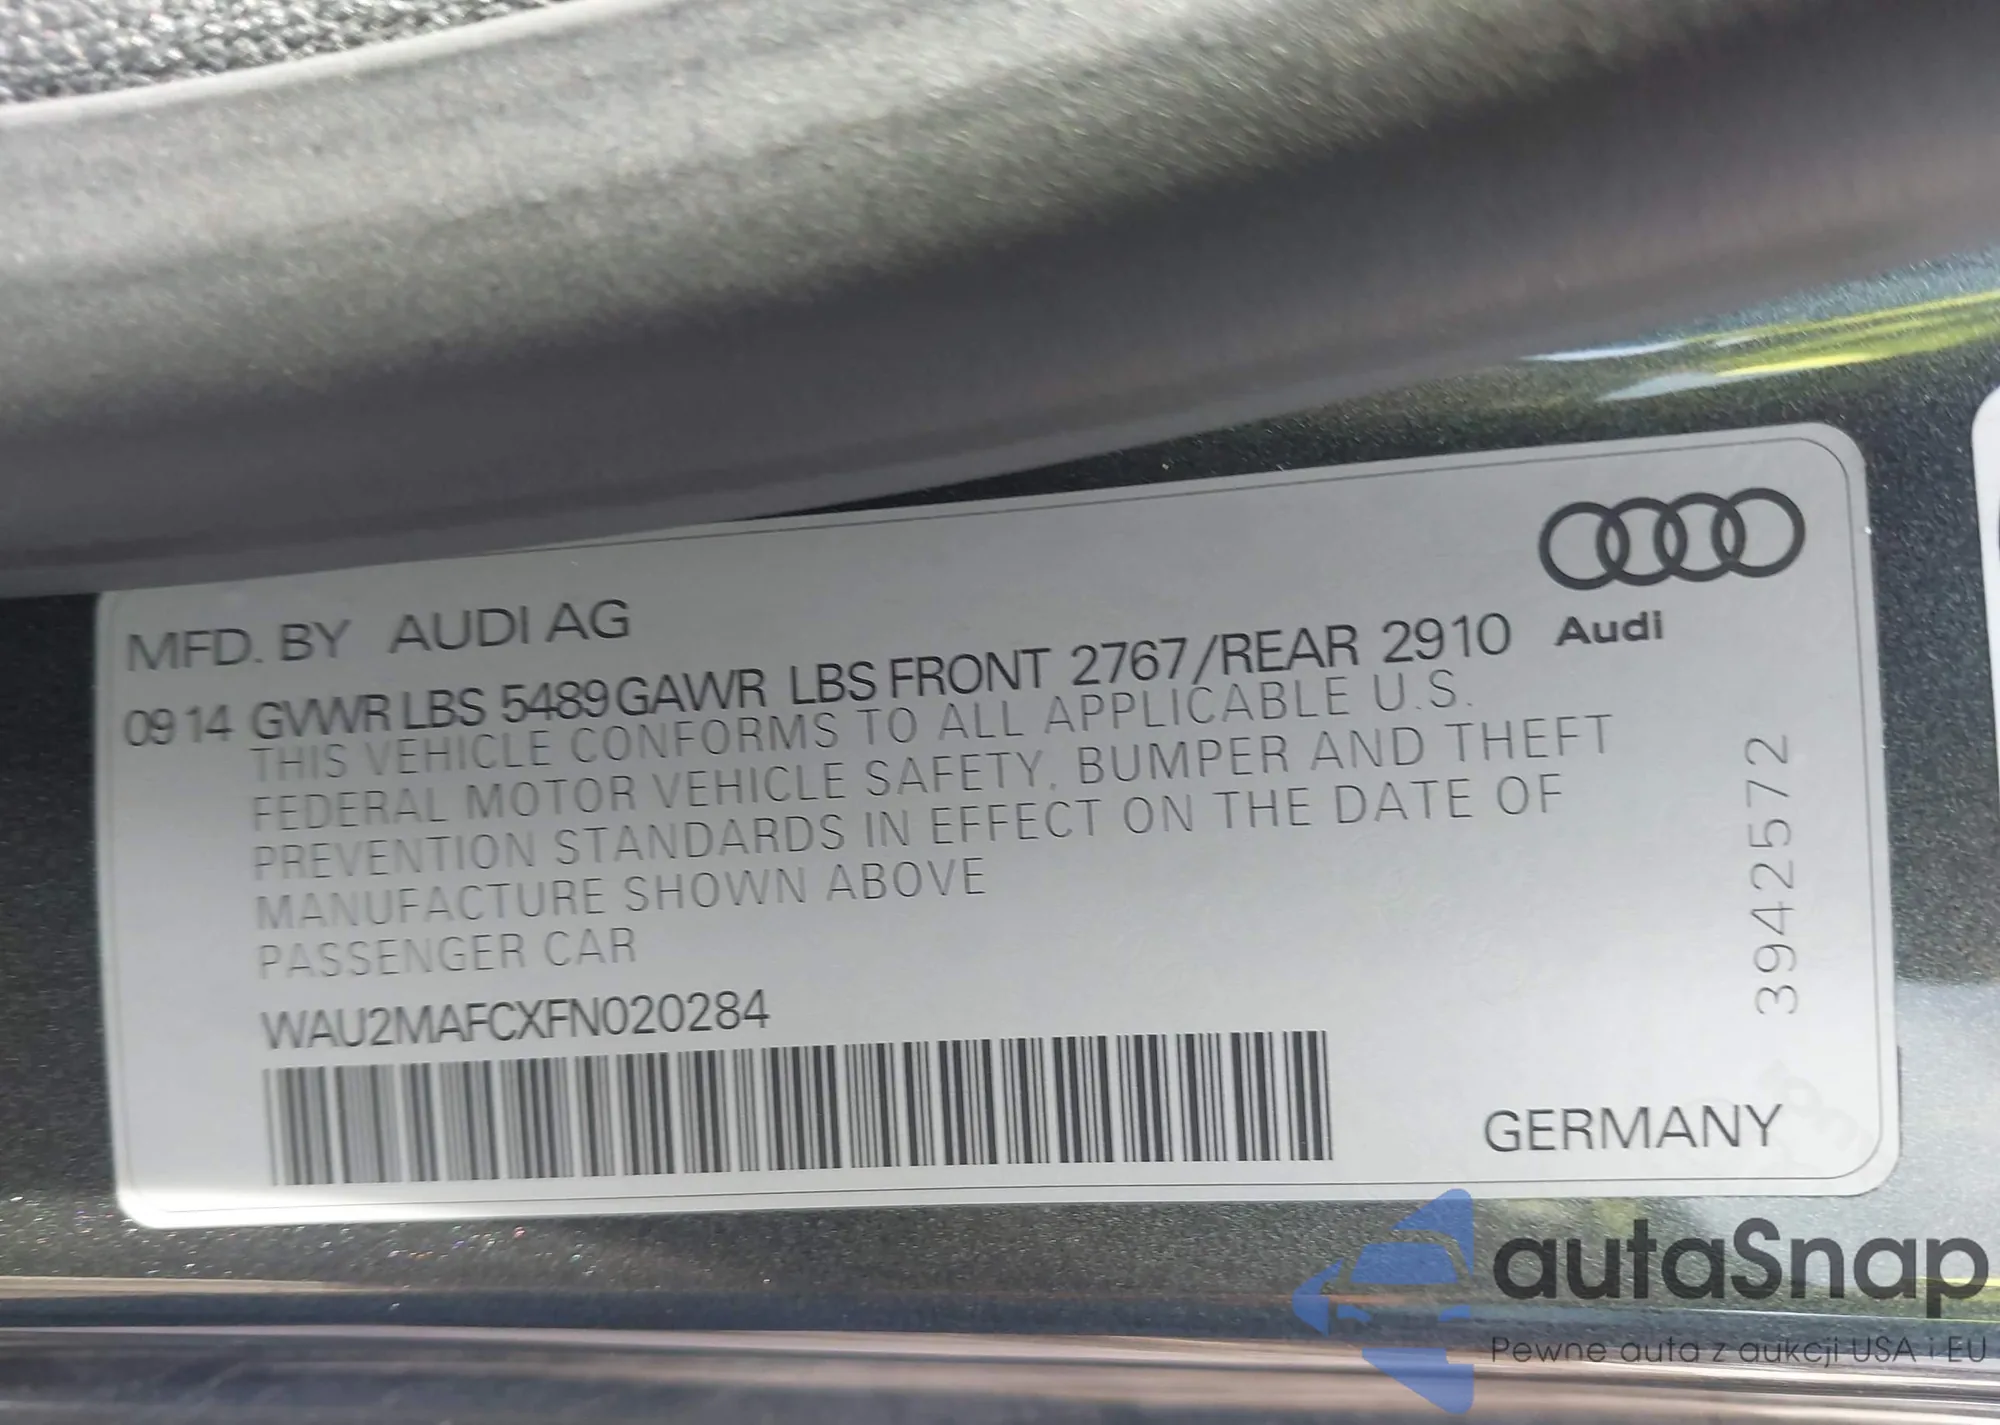 MFD. BY AUDI AG
09 14 GVWR LBS 5489 GAWR LBS FRONT 2767/REAR 2910
Audi
THIS VEHICLE CONFORMS TO ALL APPLICABLE U.S.
FEDERAL MOTOR VEHICLE SAFETY, BUMPER AND THEFT
PREVENTION STANDARDS IN EFFECT ON THE DATE OF
MANUFACTURE SHOWN ABOVE
PASSENGER CAR
WAU2MAFCXFN020284
3942572
GERMANY
autaSnap
Pewne auta z aukcji USA i EU